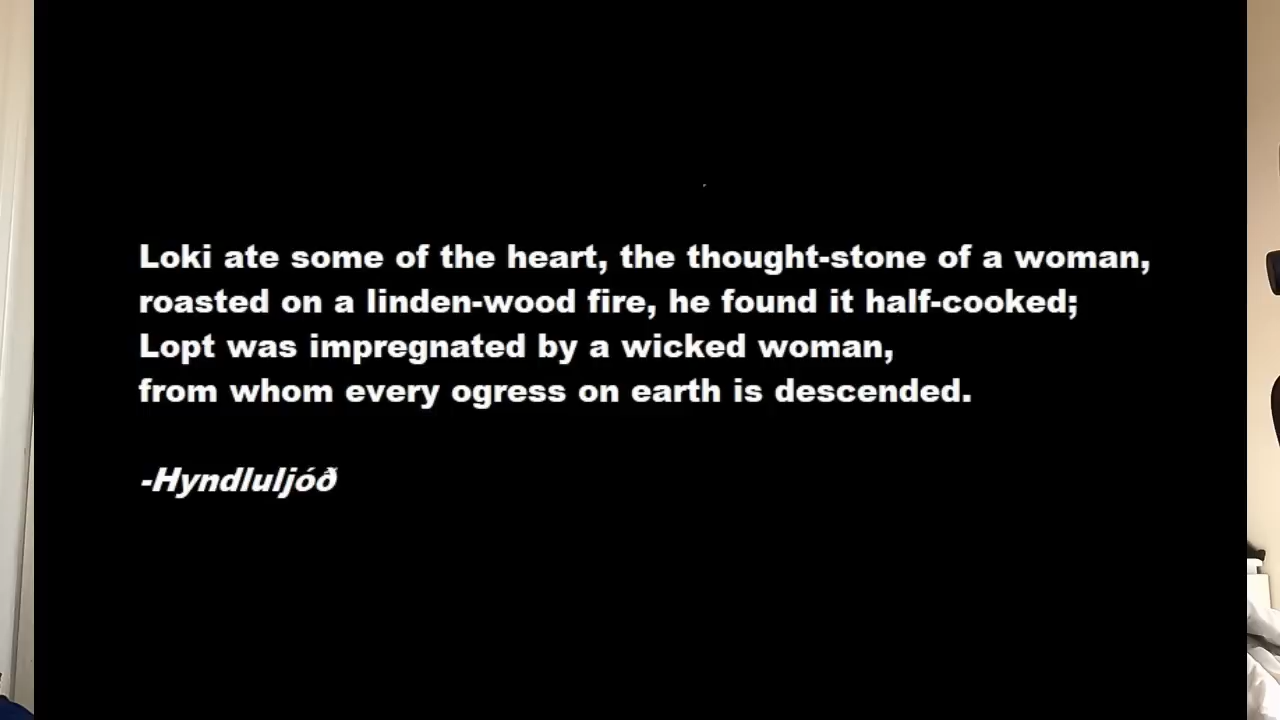 Loki ate some of the heart, the thought-stone of a woman,
roasted on a linden-wood fire, he found it half-cooked;
Lopt was impregnated by a wicked woman,
from whom every ogress on earth is descended.
-Hyndluljóð